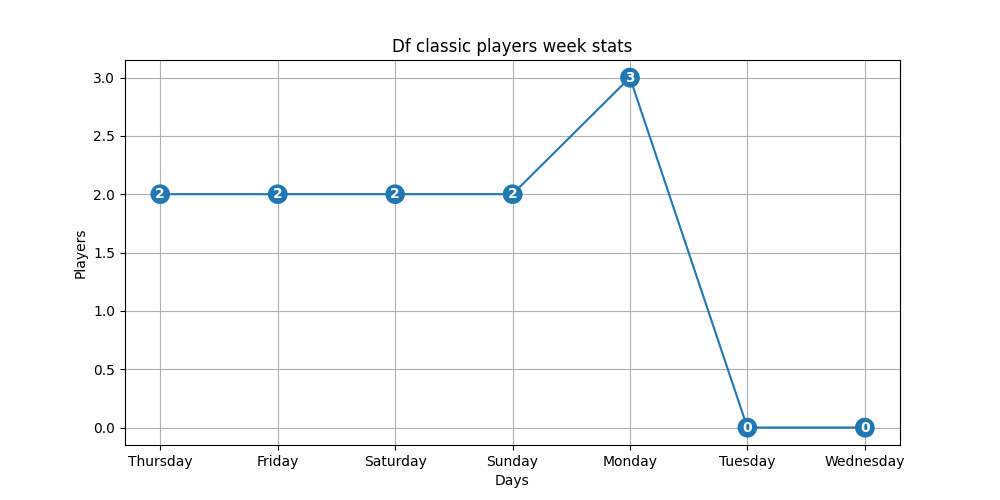 Df classic players week stats
3.0
2.5
2.0
1.5
1.0
0.5
0.0
Players
2 2 2 2 3 0 0
Thursday Friday Saturday Sunday Monday Tuesday Wednesday
Days